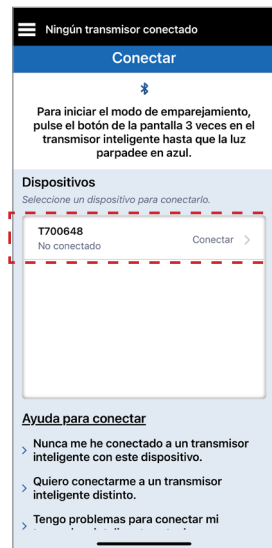 Ningún transmisor conectado
Conectar
Para iniciar el modo de emparejamiento,
pulse el botón de la pantalla 3 veces en el
transmisor inteligente hasta que la luz
parpadee en azul.
Dispositivos
Seleccione un dispositivo para conectarlo.
T700648
No conectado
Conectar
Ayuda para conectar
Nunca me he conectado a un transmisor
inteligente con este dispositivo.
Quiero conectarme a un transmisor
inteligente distinto.
Tengo problemas para conectar mi